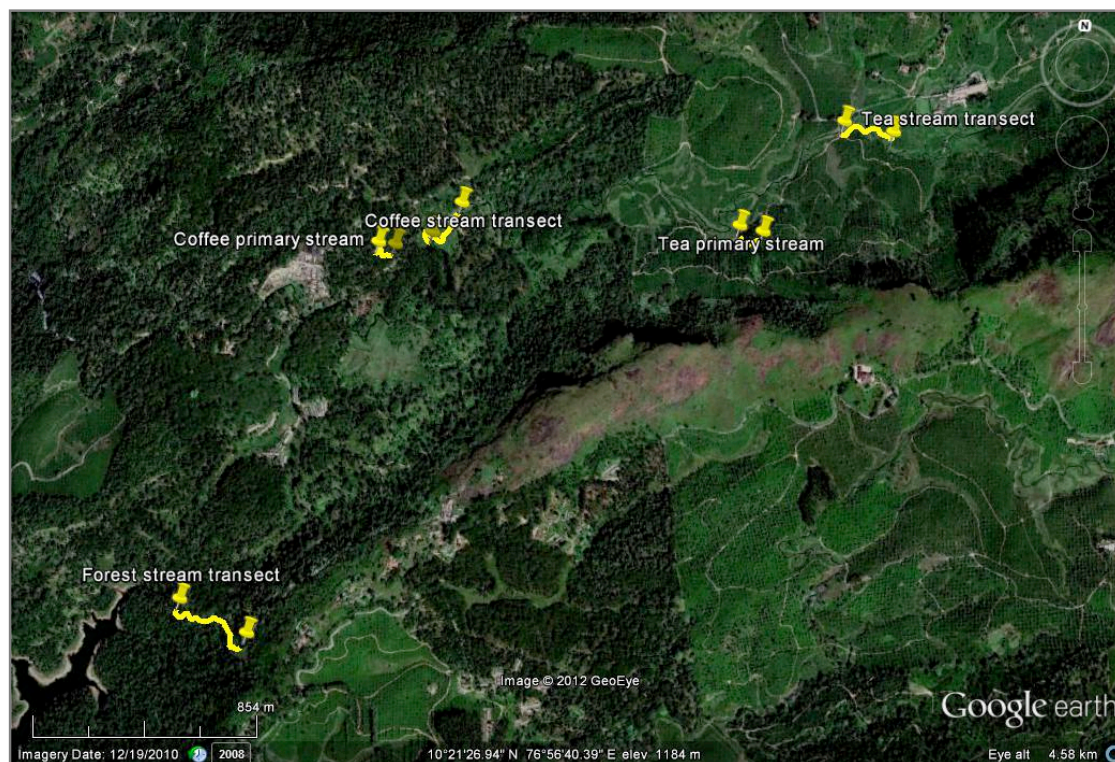 N
Tea stream transect
Coffee stream transect
Coffee primary stream
Tea primary stream
Forest stream transect
Image © 2012 GeoEye
Google earth
854 m
Imagery Date: 12/19/2010
2008
10°21'26.94" N 76°56'40.39" E elev 1184 m
Eye alt 4.58 km